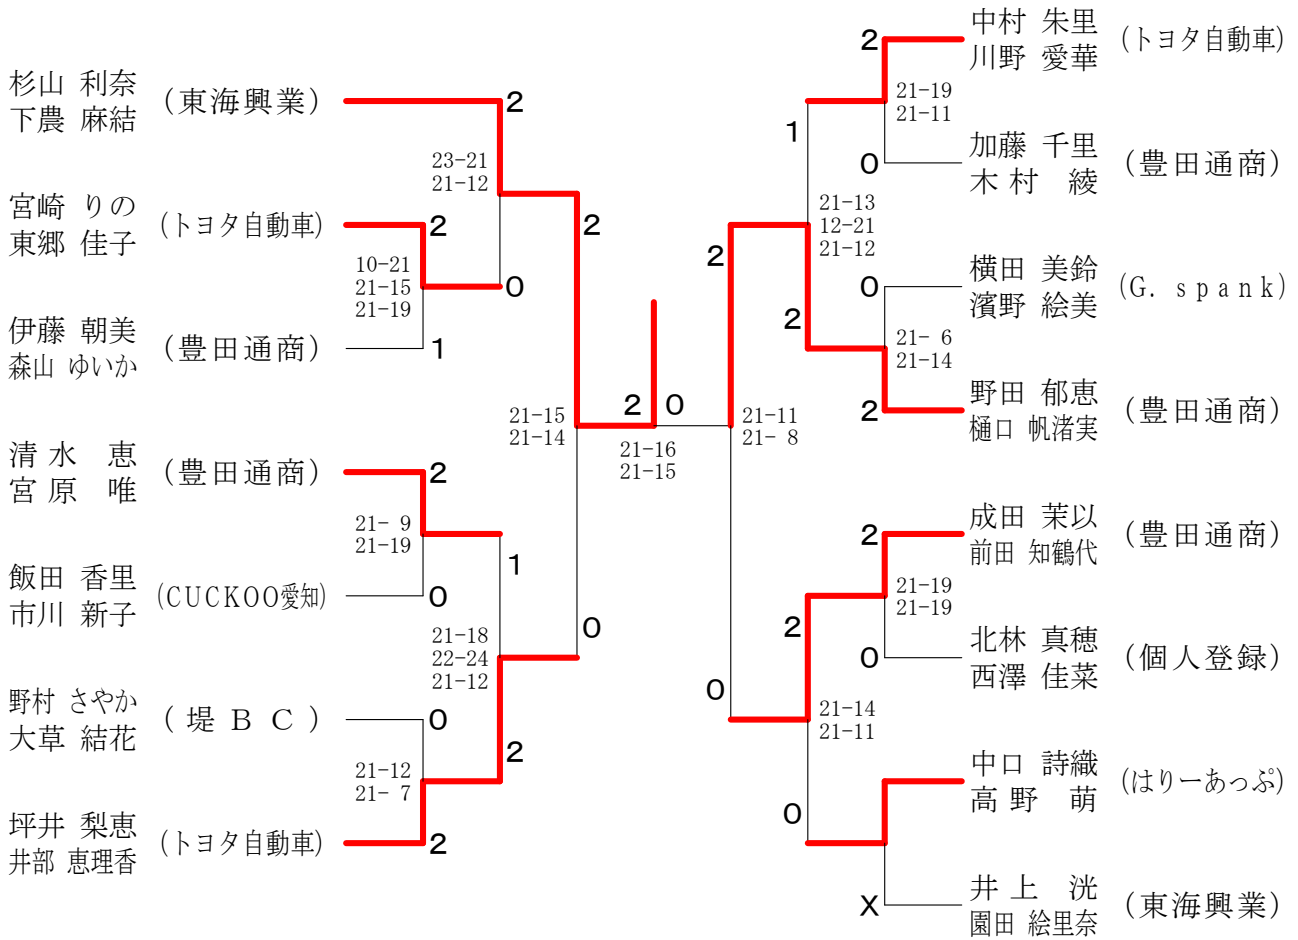 杉山 利奈
下農 麻結
(東海興業)
2
23-21
21-12
宮崎 りの
東郷 佳子
(トヨタ自動車)
2
10-21
21-15
21-19
0
伊藤 朝美
森山 ゆいか
(豊田通商)
1
2
21-15
21-14
清水 恵
宮原 唯
(豊田通商)
2
21- 9
21-19
1
飯田 香里
市川 新子
(CUCKOO愛知)
0
21-18
22-24
21-12
0
野村 さやか
大草 結花
(堤BC)
0
21-12
21- 7
2
坪井 梨恵
井部 恵理香
(トヨタ自動車)
2
2
0
21-16
21-15
中村 朱里
川野 愛華
(トヨタ自動車)
2
21-19
21-11
1
加藤 千里
木村 綾
(豊田通商)
0
21-13
12-21
21-12
2
横田 美鈴
濱野 絵美
(G. spank)
0
21- 6
21-14
2
野田 郁恵
樋口 帆渚実
(豊田通商)
2
21-11
21- 8
成田 茉以
前田 知鶴代
(豊田通商)
2
21-19
21-19
2
北林 真穂
西澤 佳菜
(個人登録)
0
0
21-14
21-11
中口 詩織
高野 萌
(はりーあっぷ)
0
井上 洸
園田 絵里奈
(東海興業)
X